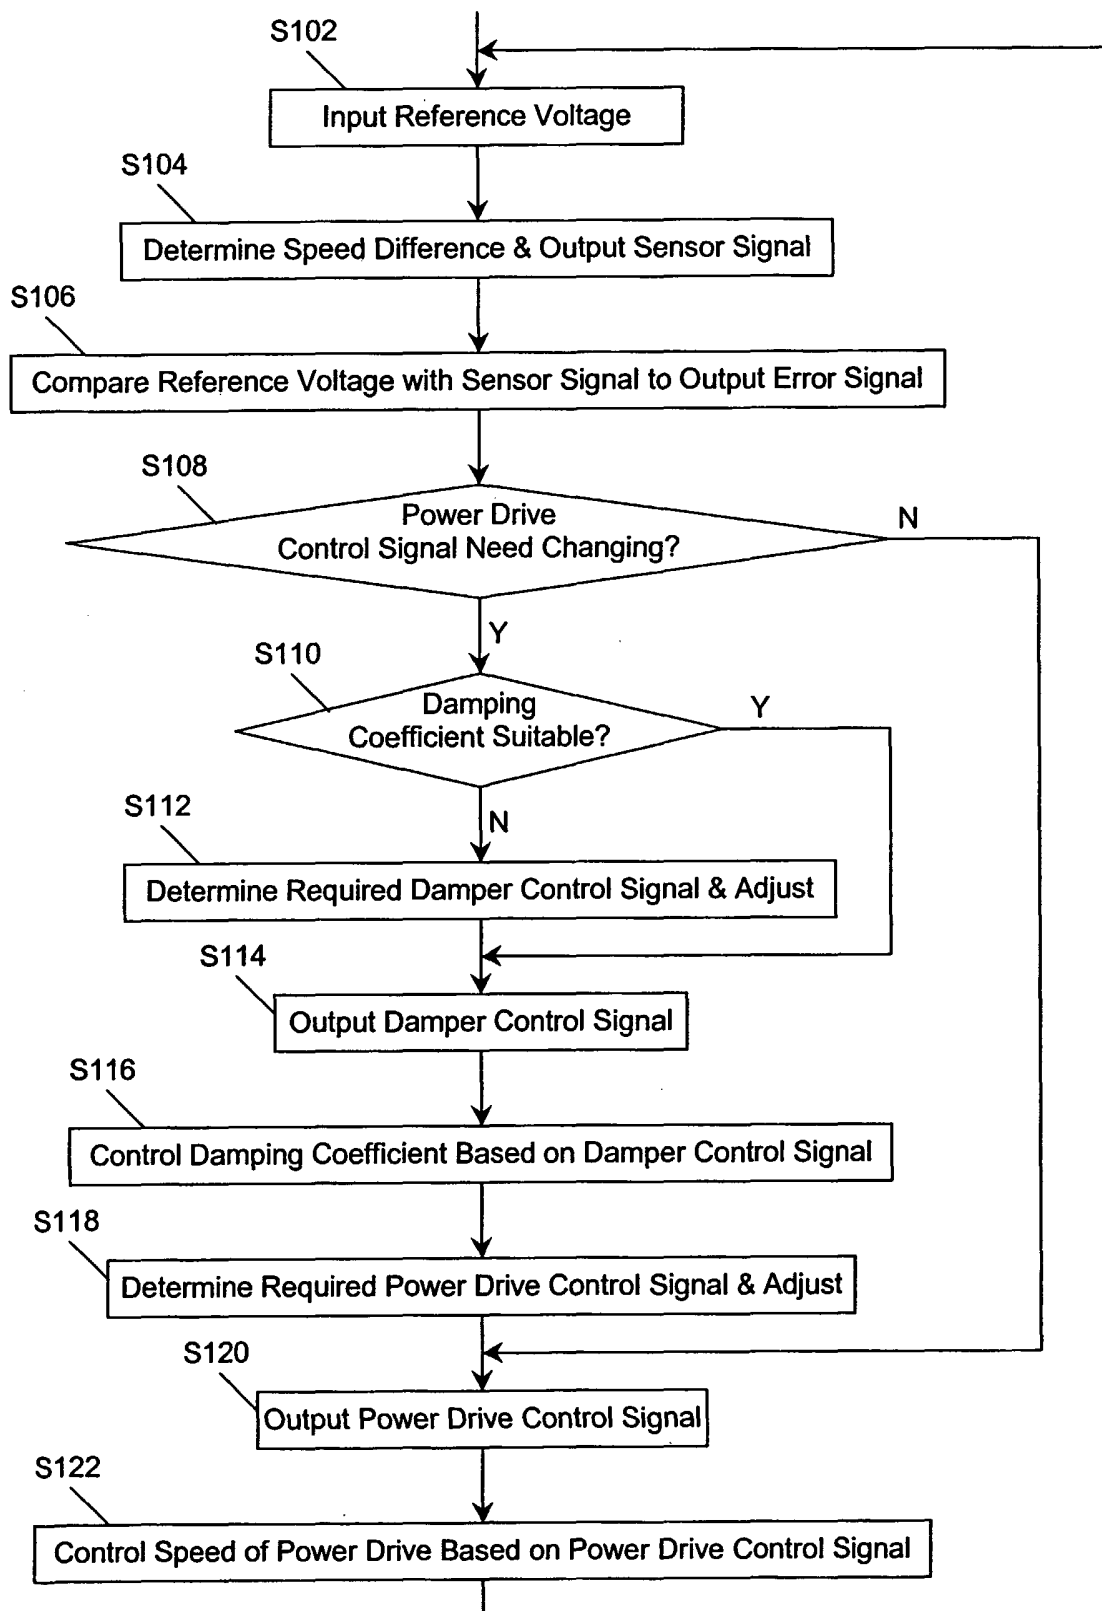 S102
Input Reference Voltage
S104
Determine Speed Difference & Output Sensor Signal
S106
Compare Reference Voltage with Sensor Signal to Output Error Signal
S108
Power Drive
Control Signal Need Changing?
N
Y
S110
Damping
Coefficient Suitable?
Y
N
S112
Determine Required Damper Control Signal & Adjust
S114
Output Damper Control Signal
S116
Control Damping Coefficient Based on Damper Control Signal
S118
Determine Required Power Drive Control Signal & Adjust
S120
Output Power Drive Control Signal
S122
Control Speed of Power Drive Based on Power Drive Control Signal